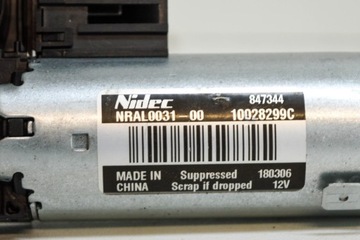 Nidec 847344
NRAL0031-00 10028299C
MADE IN Suppressed 180306
CHINA Scrap if dropped 12V